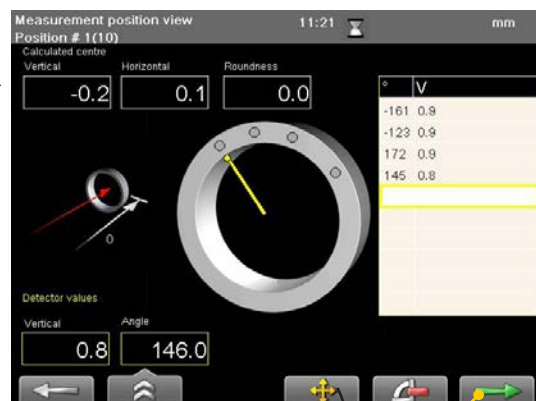 Measurement position view 11:21 mm
Position # 1(10)
Calculated centre
Vertical Horizontal Roundness
-0.2 0.1 0.0
° V
-161 0.9
-123 0.9
172 0.9
145 0.8
0
Detector values
Vertical Angle
0.8 146.0